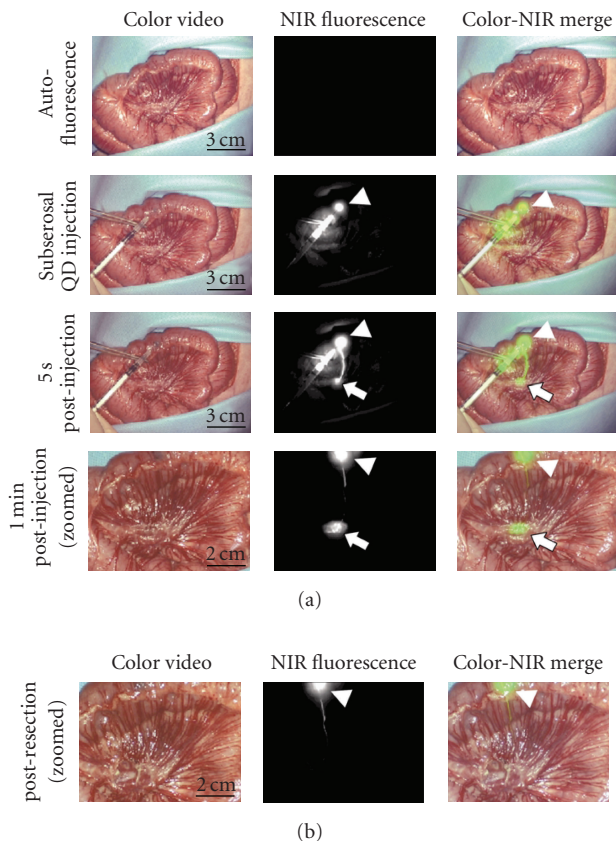 Color video
NIR fluorescence
Color-NIR merge
Auto-
fluorescence
3 cm
Subserosal
QD injection
3 cm
5 s
post-injection
3 cm
1 min
post-injection
(zoomed)
2 cm
(a)
Color video
NIR fluorescence
Color-NIR merge
post-resection
(zoomed)
2 cm
(b)